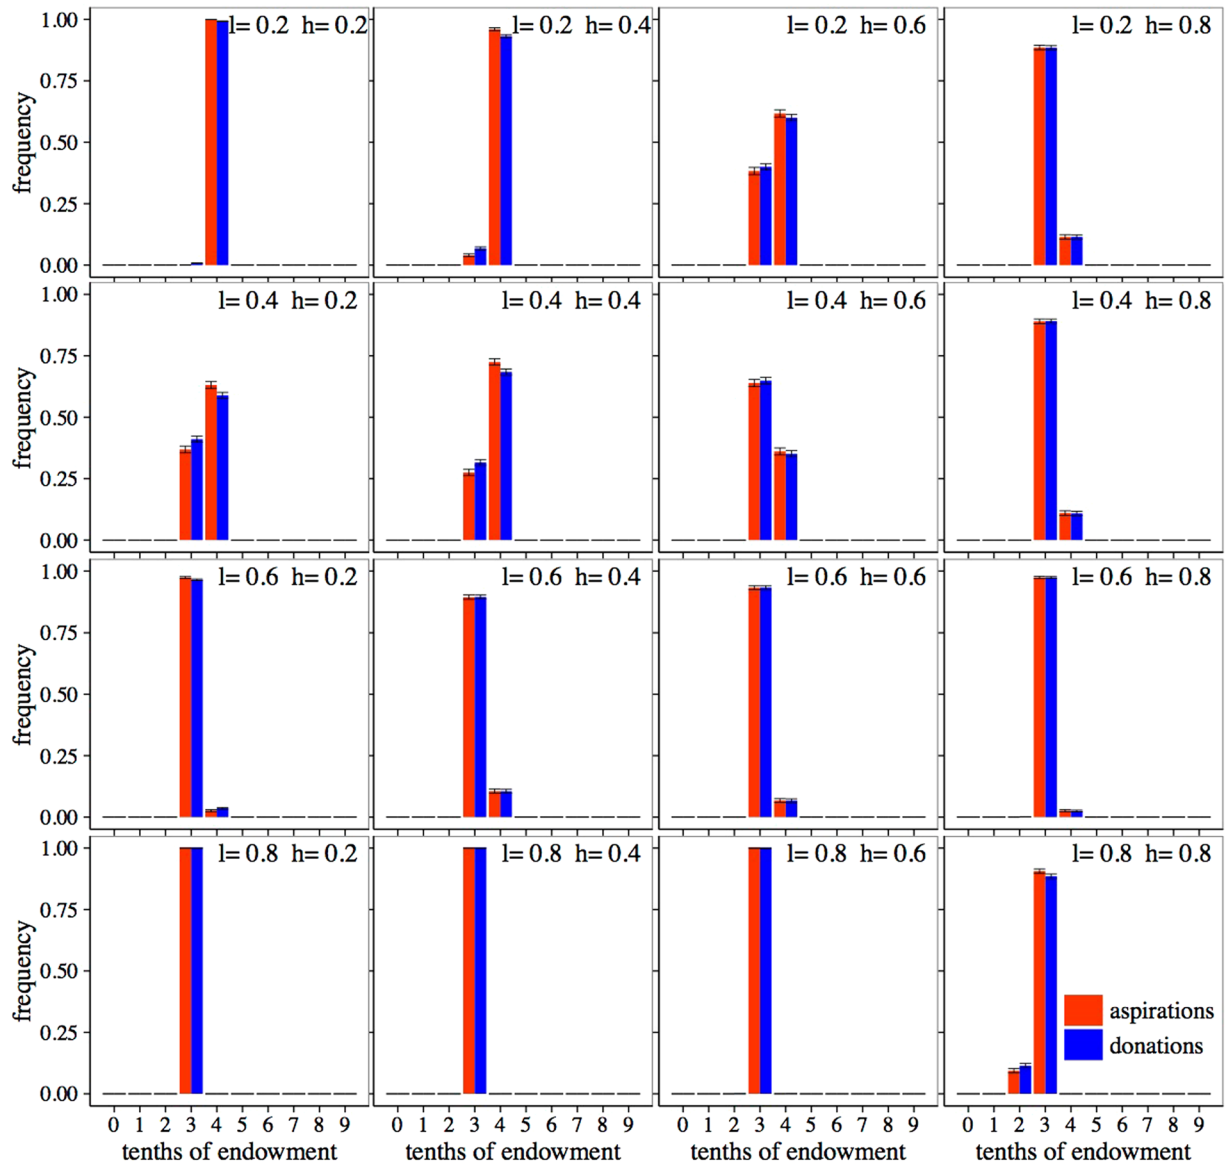 l= 0.2 h= 0.2
l= 0.2 h= 0.4
l= 0.2 h= 0.6
l= 0.2 h= 0.8
frequency
1.00
0.75
0.50
0.25
0.00
l= 0.4 h= 0.2
l= 0.4 h= 0.4
l= 0.4 h= 0.6
l= 0.4 h= 0.8
frequency
1.00
0.75
0.50
0.25
0.00
l= 0.6 h= 0.2
l= 0.6 h= 0.4
l= 0.6 h= 0.6
l= 0.6 h= 0.8
frequency
1.00
0.75
0.50
0.25
0.00
l= 0.8 h= 0.2
l= 0.8 h= 0.4
l= 0.8 h= 0.6
l= 0.8 h= 0.8
frequency
1.00
0.75
0.50
0.25
0.00
aspirations
donations
0 1 2 3 4 5 6 7 8 9
0 1 2 3 4 5 6 7 8 9
0 1 2 3 4 5 6 7 8 9
0 1 2 3 4 5 6 7 8 9
tenths of endowment
tenths of endowment
tenths of endowment
tenths of endowment